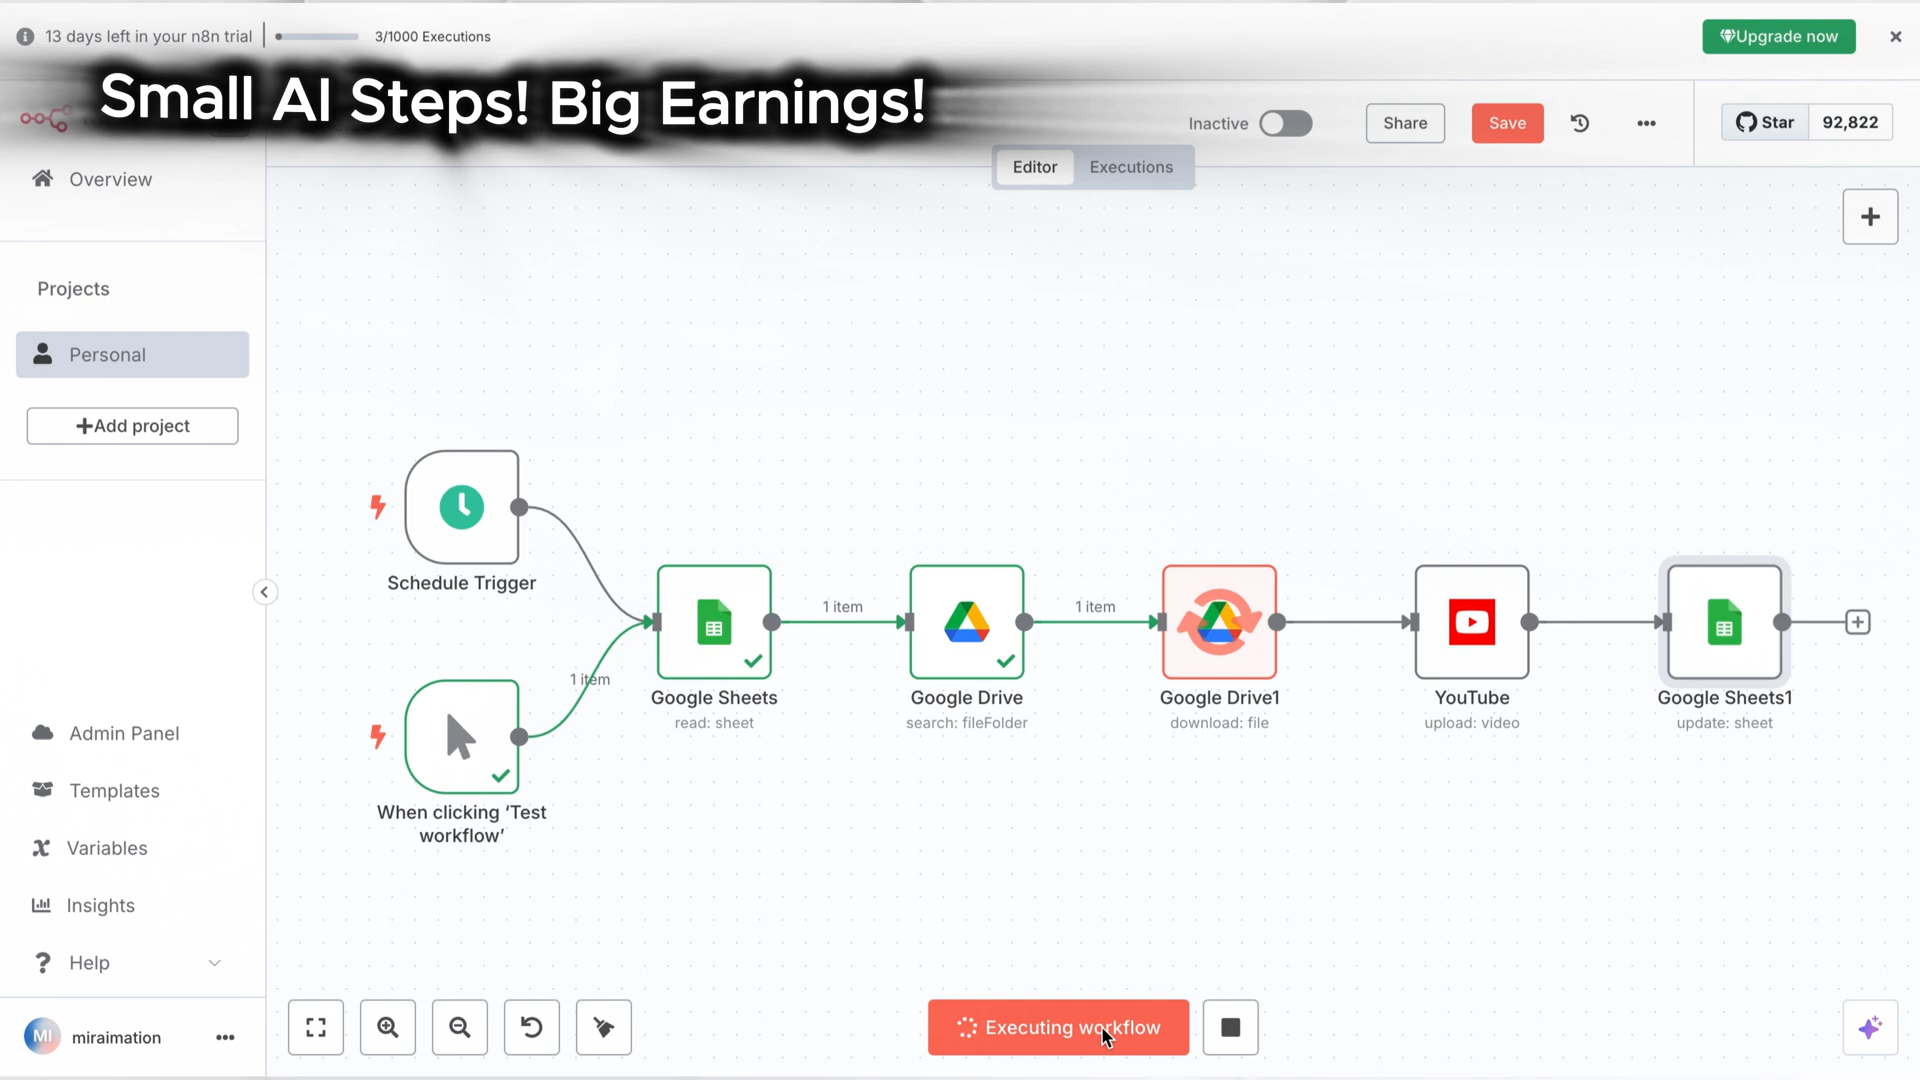 13 days left in your n8n trial
3/1000 Executions
Upgrade now
Small AI Steps! Big Earnings!
Inactive
Share
Save
Star
92,822
Editor
Executions
Overview
Projects
Personal
Add project
Schedule Trigger
1 item
1 item
1 item
Google Sheets
read: sheet
Google Drive
search: fileFolder
Google Drive1
download: file
YouTube
upload: video
Google Sheets1
update: sheet
When clicking ‘Test
workflow’
Admin Panel
Templates
Variables
Insights
Help
MI
miraimation
Executing workflow